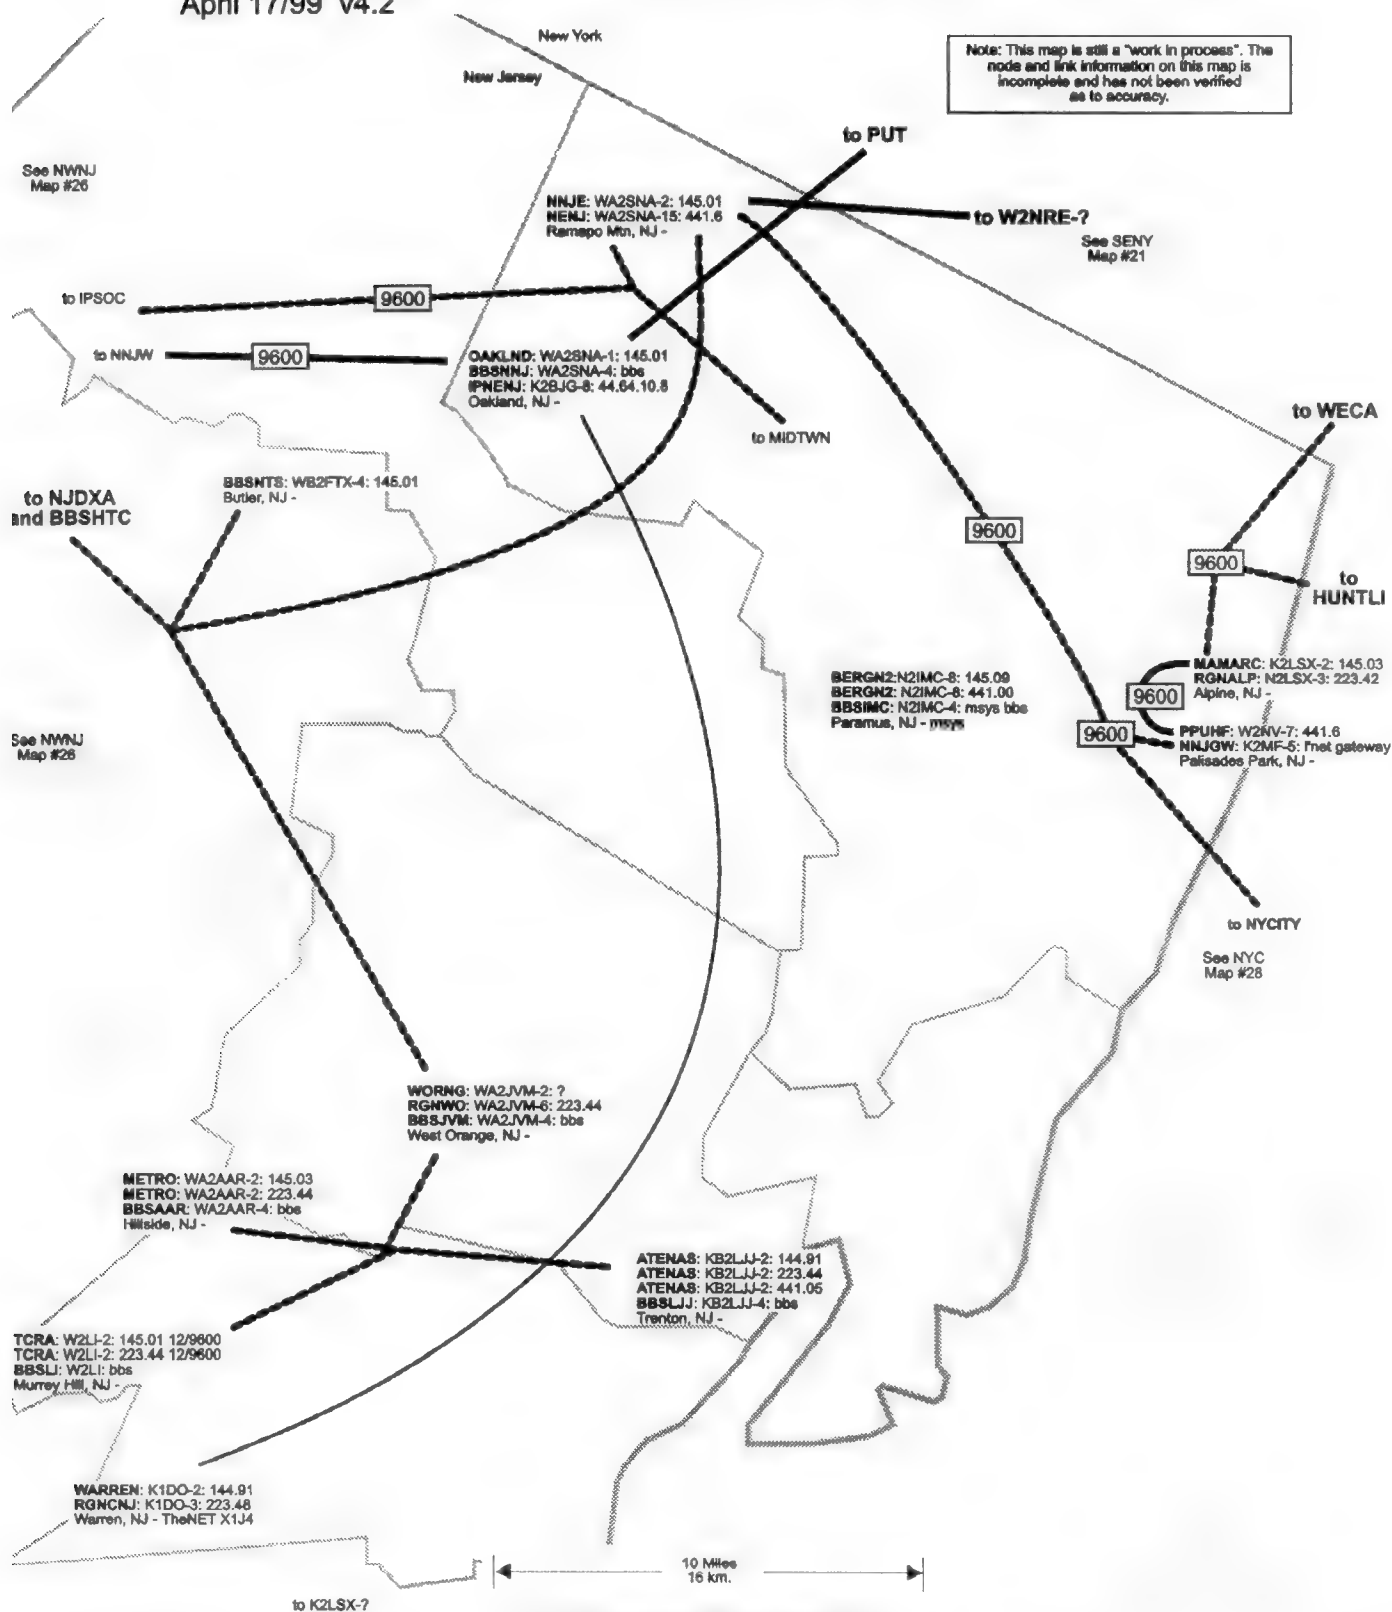 April 17/99 v4.2
New York
New Jersey
Note: This map is still a "work in process". The
node and link information on this map is
incomplete and has not been verified
as to accuracy.
to PUT
See NWNJ
Map #26
NNJE: WA2SNA-2: 145.01
NENJ: WA2SNA-15: 441.6
Ramapo Mtn, NJ -
to W2NRE-?
See SENY
Map #21
to IPSOC
9600
to NNJW
9600
OAKLND: WA2SNA-1: 145.01
BBSNNJ: WA2SNA-4: bbs
IPNENJ: K2BJG-8: 44.64.10.8
Oakland, NJ -
to MIDTWN
to WECA
BBSNTS: WB2FTX-4: 145.01
Butler, NJ -
to NJDXA
and BBSHTC
9600
9600
to
HUNTLI
BERGN2:N2IMC-8: 145.09
BERGN2: N2IMC-8: 441.00
BBSIMC: N2IMC-4: msys bbs
Paramus, NJ - msys
MAMARC: K2LSX-2: 145.03
RGNALP: N2LSX-3: 223.42
Alpine, NJ -
9600
9600
PPUHF: W2NV-7: 441.6
NNJGW: K2MF-5: I'net gateway
Palisades Park, NJ -
See NWNJ
Map #26
to NYCITY
See NYC
Map #28
WORNG: WA2JVM-2: ?
RGNWO: WA2JVM-6: 223.44
BBSJVM: WA2JVM-4: bbs
West Orange, NJ -
METRO: WA2AAR-2: 145.03
METRO: WA2AAR-2: 223.44
BBSAAR: WA2AAR-4: bbs
Hillside, NJ -
ATENAS: KB2LJJ-2: 144.91
ATENAS: KB2LJJ-2: 223.44
ATENAS: KB2LJJ-2: 441.05
BBSLJJ: KB2LJJ-4: bbs
Trenton, NJ -
TCRA: W2LI-2: 145.01 12/9600
TCRA: W2LI-2: 223.44 12/9600
BBSLI: W2LI: bbs
Murrey Hill, NJ -
WARREN: K1DO-2: 144.91
RGNCNJ: K1DO-3: 223.48
Warren, NJ - TheNET X1J4
10 Miles
16 km.
to K2LSX-?